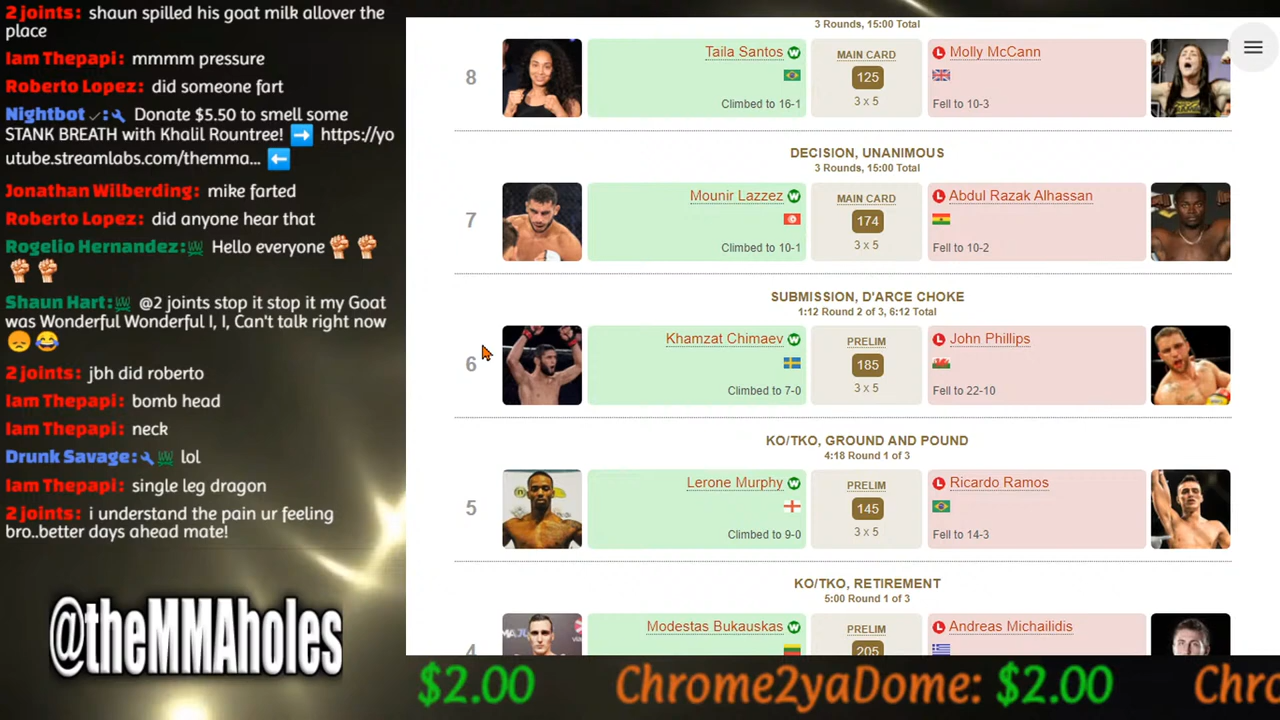 2 joints: shaun spilled his goat milk allover the
place
Iam Thepapi: mmmm pressure
Roberto Lopez: did someone fart
Nightbot ✓:🔧 Donate $5.50 to smell some
STANK BREATH with Khalil Rountree! ➡️ https://yo
utube.streamlabs.com/themma... ⬅️
Jonathan Wilberding: mike farted
Roberto Lopez: did anyone hear that
Rogelio Hernandez: Hello everyone ✊🏼✊🏼
✊🏼✊🏼
Shaun Hart: @2 joints stop it stop it my Goat
was Wonderful Wonderful I, I, Can't talk right now
😞😂
2 joints: jbh did roberto
Iam Thepapi: bomb head
Iam Thepapi: neck
Drunk Savage:🔧 lol
Iam Thepapi: single leg dragon
2 joints: i understand the pain ur feeling
bro..better days ahead mate!
@theMMAholes
3 Rounds, 15:00 Total
8
Taila Santos W
Climbed to 16-1
MAIN CARD
125
3 x 5
L Molly McCann
Fell to 10-3
DECISION, UNANIMOUS
3 Rounds, 15:00 Total
7
Mounir Lazzez W
Climbed to 10-1
MAIN CARD
174
3 x 5
L Abdul Razak Alhassan
Fell to 10-2
SUBMISSION, D'ARCE CHOKE
1:12 Round 2 of 3, 6:12 Total
6
Khamzat Chimaev W
Climbed to 7-0
PRELIM
185
3 x 5
L John Phillips
Fell to 22-10
KO/TKO, GROUND AND POUND
4:18 Round 1 of 3
5
Lerone Murphy W
Climbed to 9-0
PRELIM
145
3 x 5
L Ricardo Ramos
Fell to 14-3
KO/TKO, RETIREMENT
5:00 Round 1 of 3
4
Modestas Bukauskas W
PRELIM
205
L Andreas Michailidis
$2.00 Chrome2yaDome: $2.00 Chro